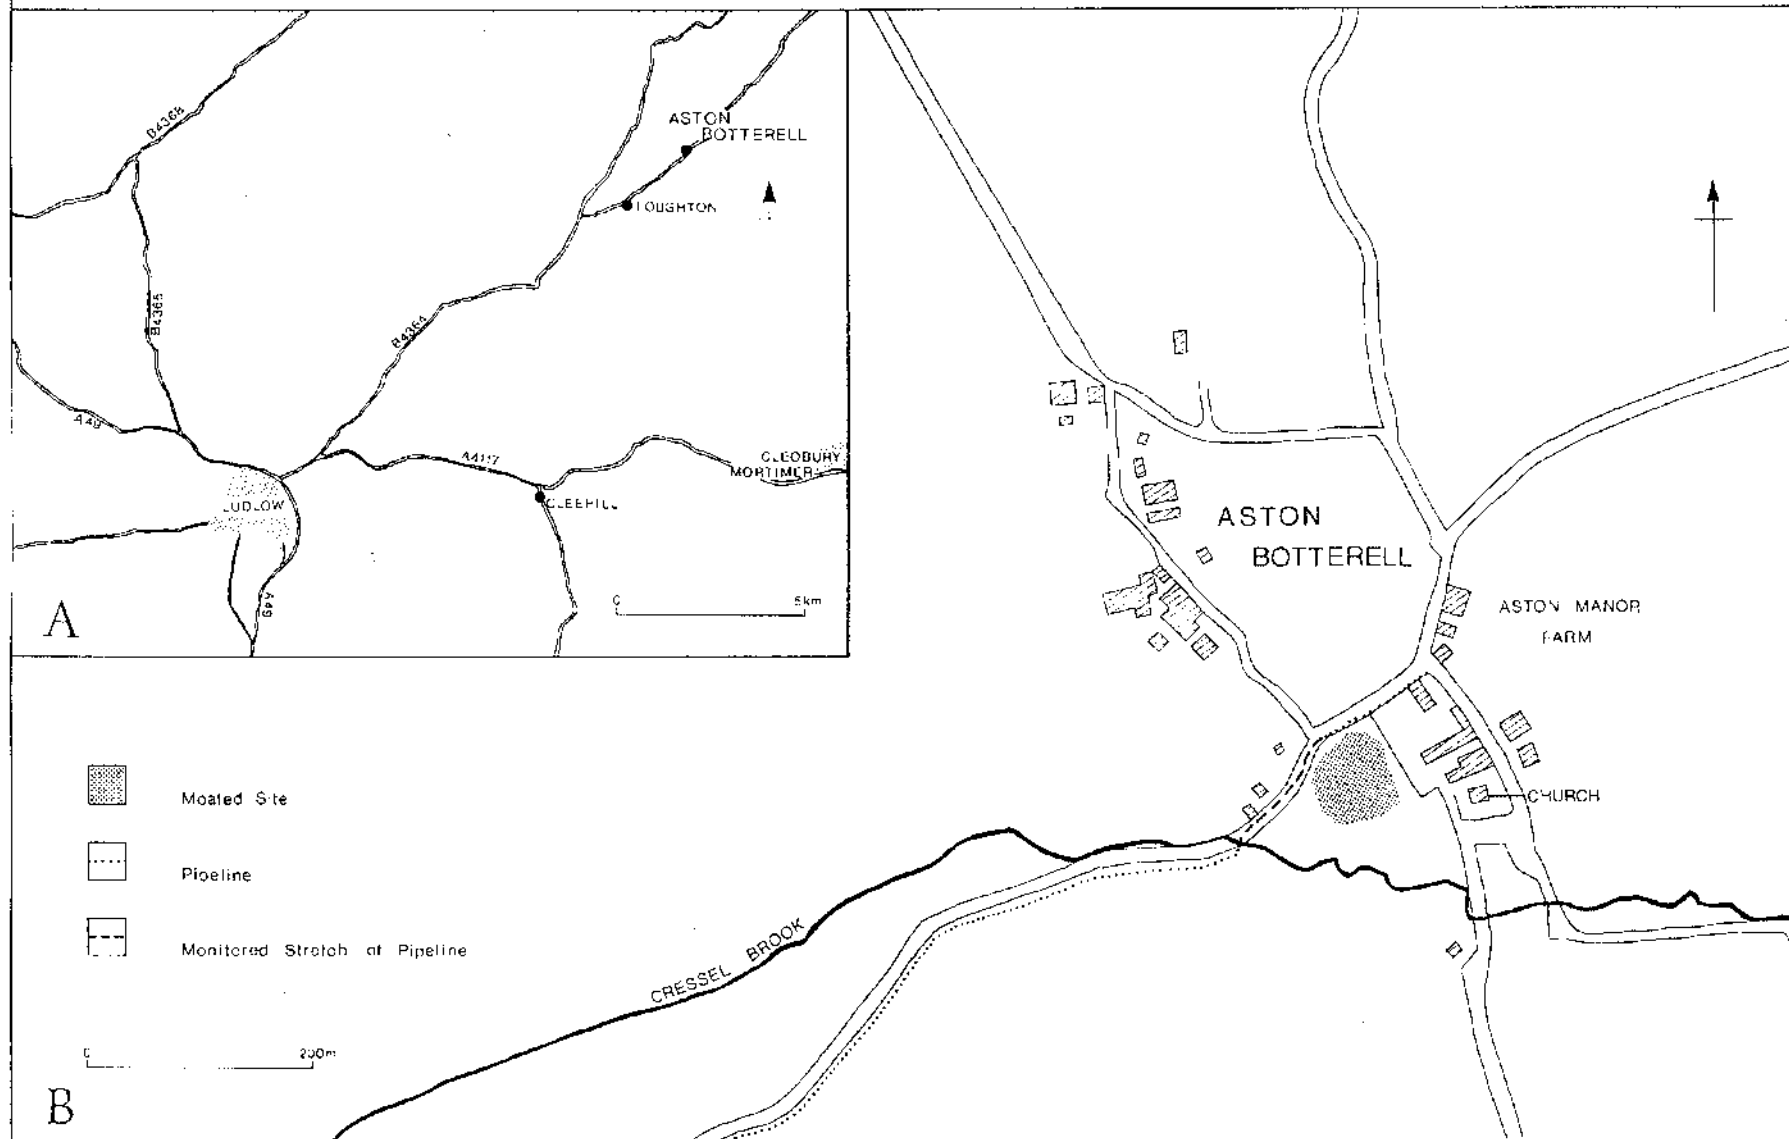 B4368
ASTON
BOTTERELL
LOUGHTON
B4365
B4364
A49
A4117
CLEOBURY
MORTIMER
LUDLOW
CLEEHILL
A49
0 5km
A
ASTON
BOTTERELL
ASTON MANOR
FARM
CHURCH
Moated Site
Pipeline
Monitored Stretch of Pipeline
CRESSEL BROOK
0 200m
B